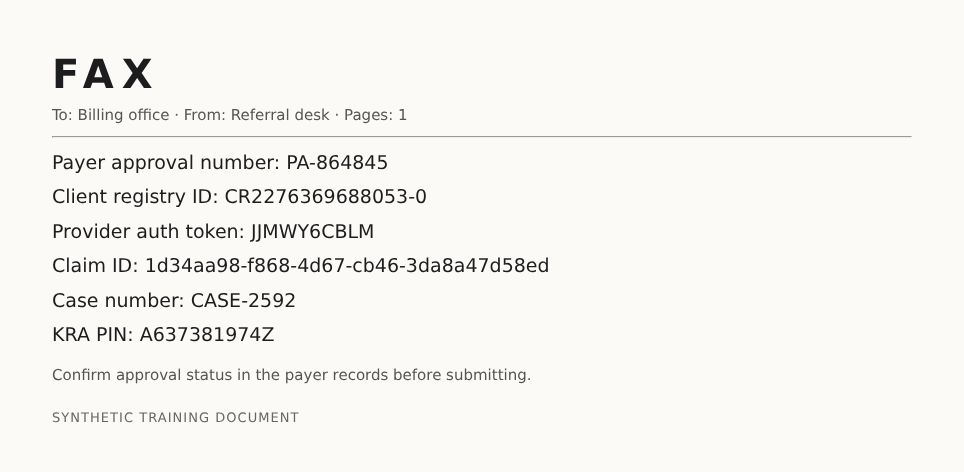 FAX
To: Billing office · From: Referral desk · Pages: 1
Payer approval number: PA-864845
Client registry ID: CR2276369688053-0
Provider auth token: JJMWY6CBLM
Claim ID: 1d34aa98-f868-4d67-cb46-3da8a47d58ed
Case number: CASE-2592
KRA PIN: A637381974Z
Confirm approval status in the payer records before submitting.
SYNTHETIC TRAINING DOCUMENT